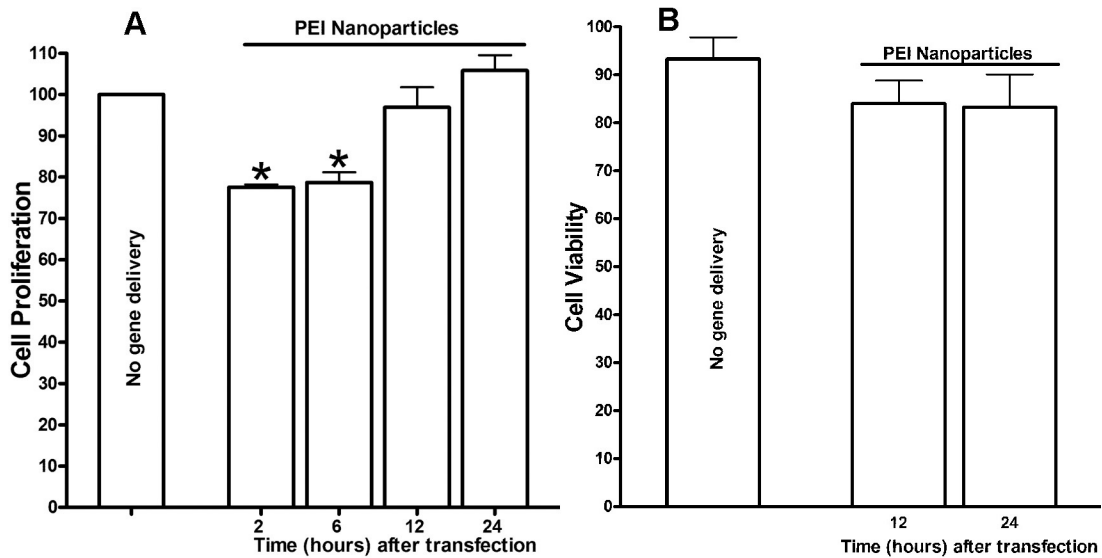 A
PEI Nanoparticles
110
100
90
80
70
60
50
40
30
20
10
0
Cell Proliferation
No gene delivery
*
*
2 6 12 24
Time (hours) after transfection
B
PEI Nanoparticles
100
90
80
70
60
50
40
30
20
10
0
Cell Viability
No gene delivery
12 24
Time (hours) after transfection